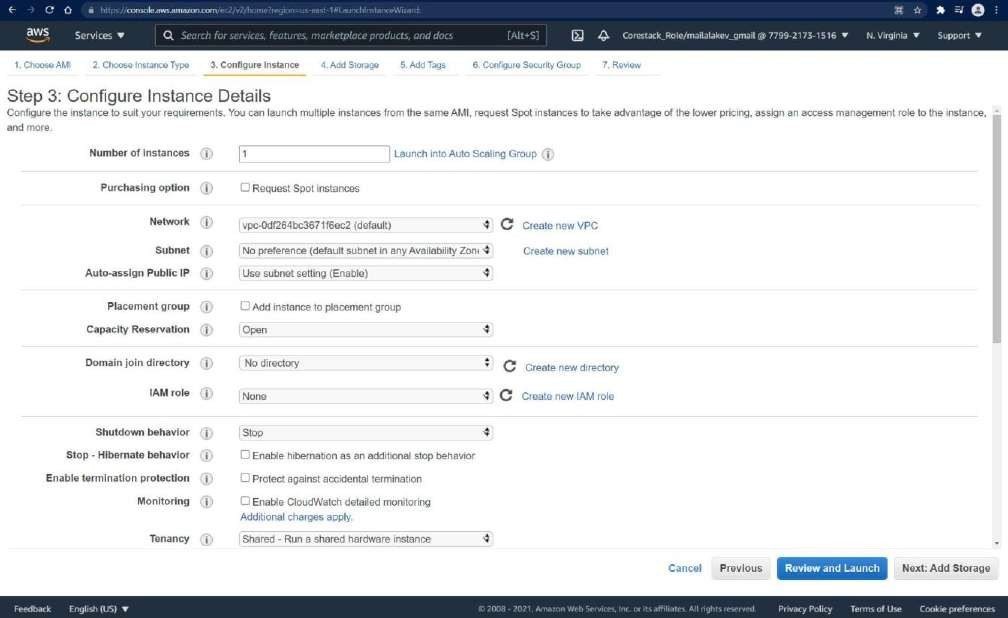 https://console.aws.amazon.com/ec2/v2/home?region=us-east-1#LaunchInstanceWizard:
aws Services Search for services, features, marketplace products, and docs [Alt+S] Corestack_Role/mailalakev_gmail @ 7799-2173-1516 N. Virginia Support
1. Choose AMI 2. Choose Instance Type 3. Configure Instance 4. Add Storage 5. Add Tags 6. Configure Security Group 7. Review
Step 3: Configure Instance Details
Configure the instance to suit your requirements. You can launch multiple instances from the same AMI, request Spot instances to take advantage of the lower pricing, assign an access management role to the instance,
and more.
Number of instances 1 Launch into Auto Scaling Group
Purchasing option Request Spot instances
Network vpc-0df264bc3671f6ec2 (default) Create new VPC
Subnet No preference (default subnet in any Availability Zone Create new subnet
Auto-assign Public IP Use subnet setting (Enable)
Placement group Add instance to placement group
Capacity Reservation Open
Domain join directory No directory Create new directory
IAM role None Create new IAM role
Shutdown behavior Stop
Stop - Hibernate behavior Enable hibernation as an additional stop behavior
Enable termination protection Protect against accidental termination
Monitoring Enable CloudWatch detailed monitoring
Additional charges apply.
Tenancy Shared - Run a shared hardware instance
Cancel Previous Review and Launch Next: Add Storage
Feedback English (US) © 2008 - 2021, Amazon Web Services, Inc. or its affiliates. All rights reserved. Privacy Policy Terms of Use Cookie preferences